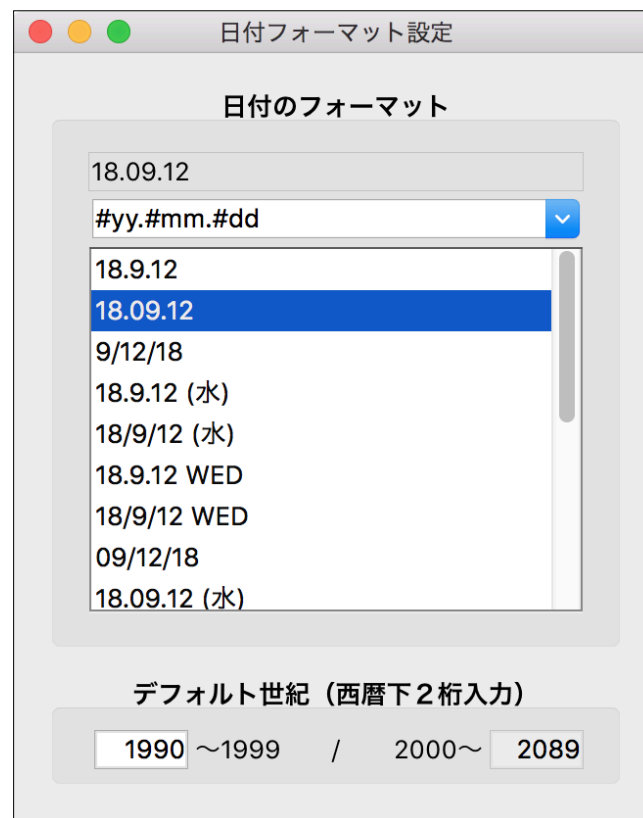 日付フォーマット設定
日付のフォーマット
18.09.12
#yy.#mm.#dd
18.9.12
18.09.12
9/12/18
18.9.12 (水)
18/9/12 (水)
18.9.12 WED
18/9/12 WED
09/12/18
18.09.12 (水)
デフォルト世紀（西暦下２桁入力）
1990 〜1999 / 2000〜 2089